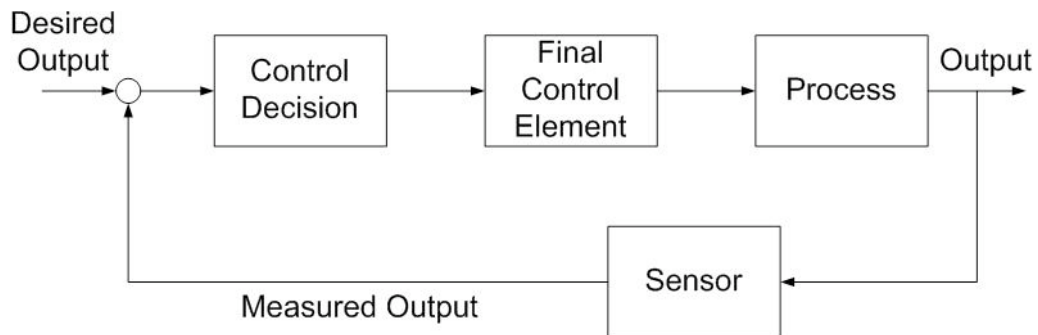 Desired
Output
Control
Decision
Final
Control
Element
Process
Output
Sensor
Measured Output